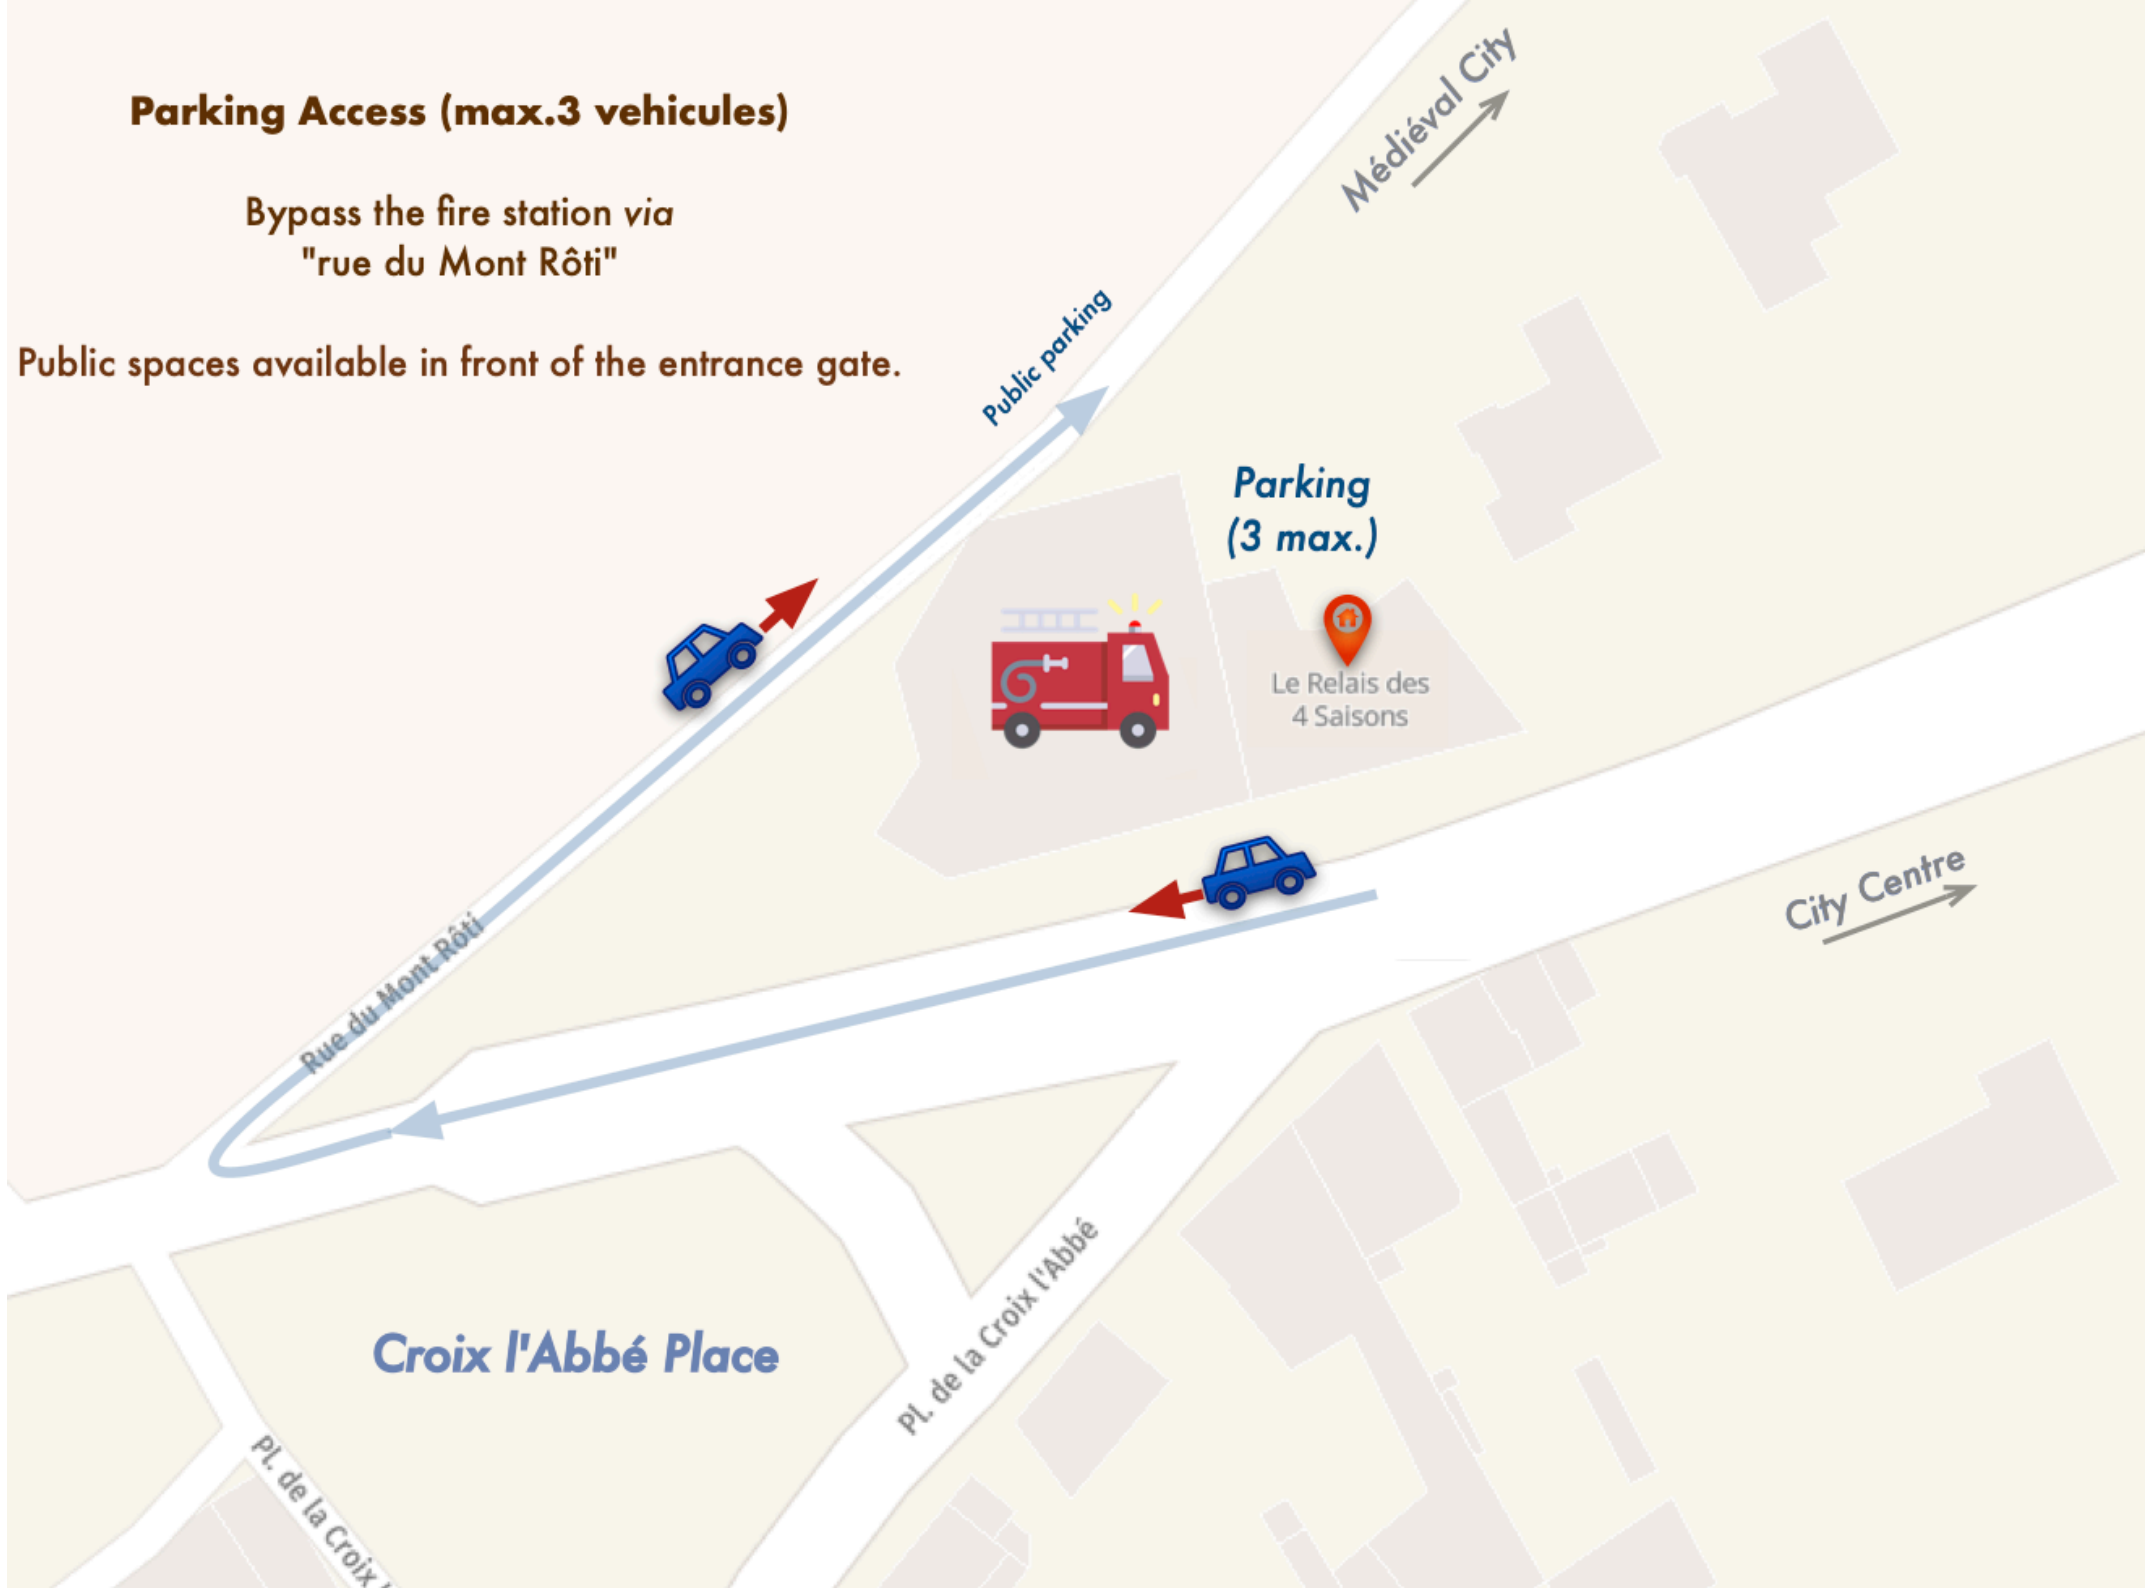 Parking Access (max.3 vehicules)
Bypass the fire station via
"rue du Mont Rôti"
Public spaces available in front of the entrance gate.
Médiéval City
Public parking
Parking
(3 max.)
Le Relais des
4 Saisons
City Centre
Rue du Mont Rôti
Croix l'Abbé Place
Pl. de la Croix l'Abbé
Pl. de la Croix l'